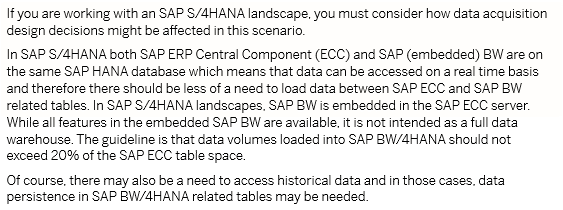 If you are working with an SAP S/4HANA landscape, you must consider how data acquisition
design decisions might be affected in this scenario.
In SAP S/4HANA both SAP ERP Central Component (ECC) and SAP (embedded) BW are on
the same SAP HANA database which means that data can be accessed on a real time basis
and therefore there should be less of a need to load data between SAP ECC and SAP BW
related tables. In SAP S/4HANA landscapes, SAP BW is embedded in the SAP ECC server.
While all features in the embedded SAP BW are available, it is not intended as a full data
warehouse. The guideline is that data volumes loaded into SAP BW/4HANA should not
exceed 20% of the SAP ECC table space.
Of course, there may also be a need to access historical data and in those cases, data
persistence in SAP BW/4HANA related tables may be needed.